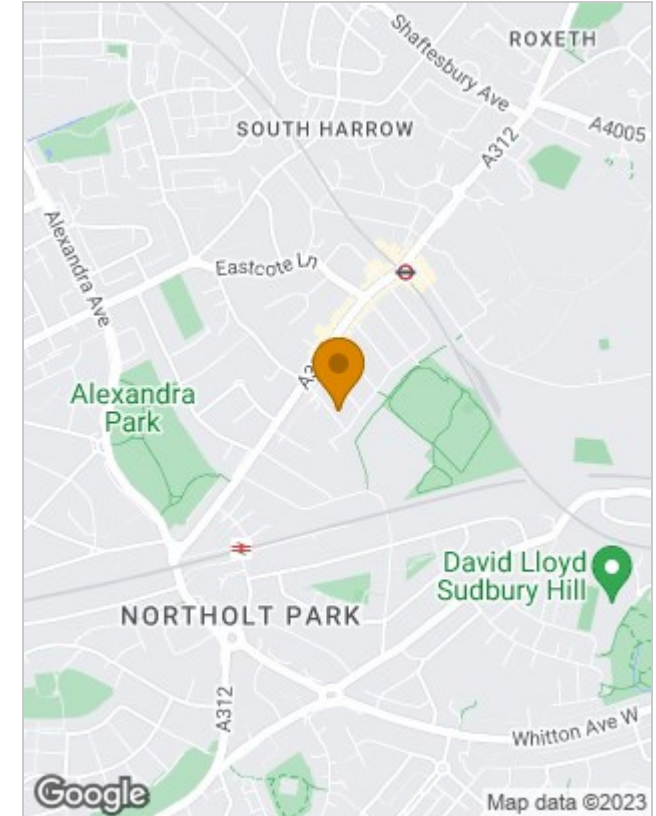 ROXETH
Shaftesbury Ave
A4005
SOUTH HARROW
A312
Alexandra Ave
Eastcote Ln
Alexandra
Park
David Lloyd
Sudbury Hill
NORTHOLT PARK
A312
Whitton Ave W
Google
Map data ©2023